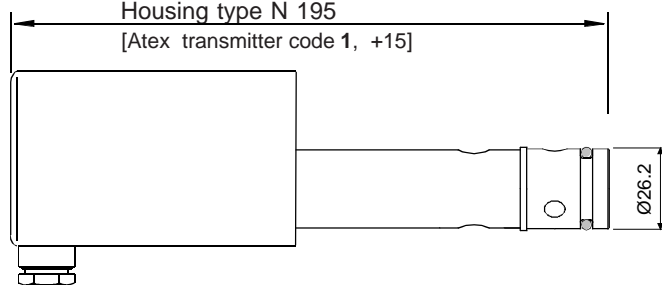 Housing type N 195
[Atex transmitter code 1, +15]
Ø26.2